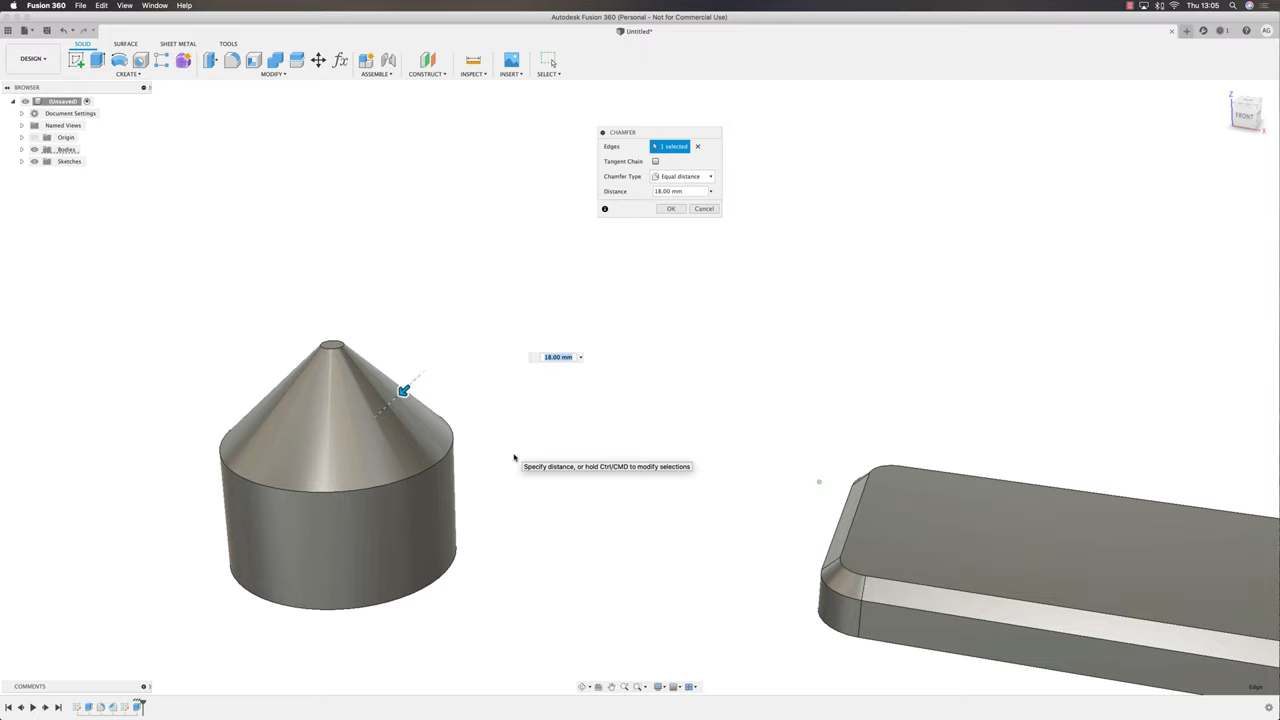 Fusion 360 File Edit View Window Help Thu 13:05
Autodesk Fusion 360 (Personal - Not for Commercial Use)
Untitled*
1 AG
SOLID SURFACE SHEET METAL TOOLS
DESIGN
CREATE MODIFY ASSEMBLE CONSTRUCT INSPECT INSERT SELECT
BROWSER
(Unsaved)
Document Settings
Named Views
Origin
Bodies
Sketches
Z
FRONT
X
CHAMFER
Edges 1 selected
Tangent Chain
Chamfer Type Equal distance
Distance 18.00 mm
OK Cancel
18.00 mm
Specify distance, or hold Ctrl/CMD to modify selections
COMMENTS
Edge